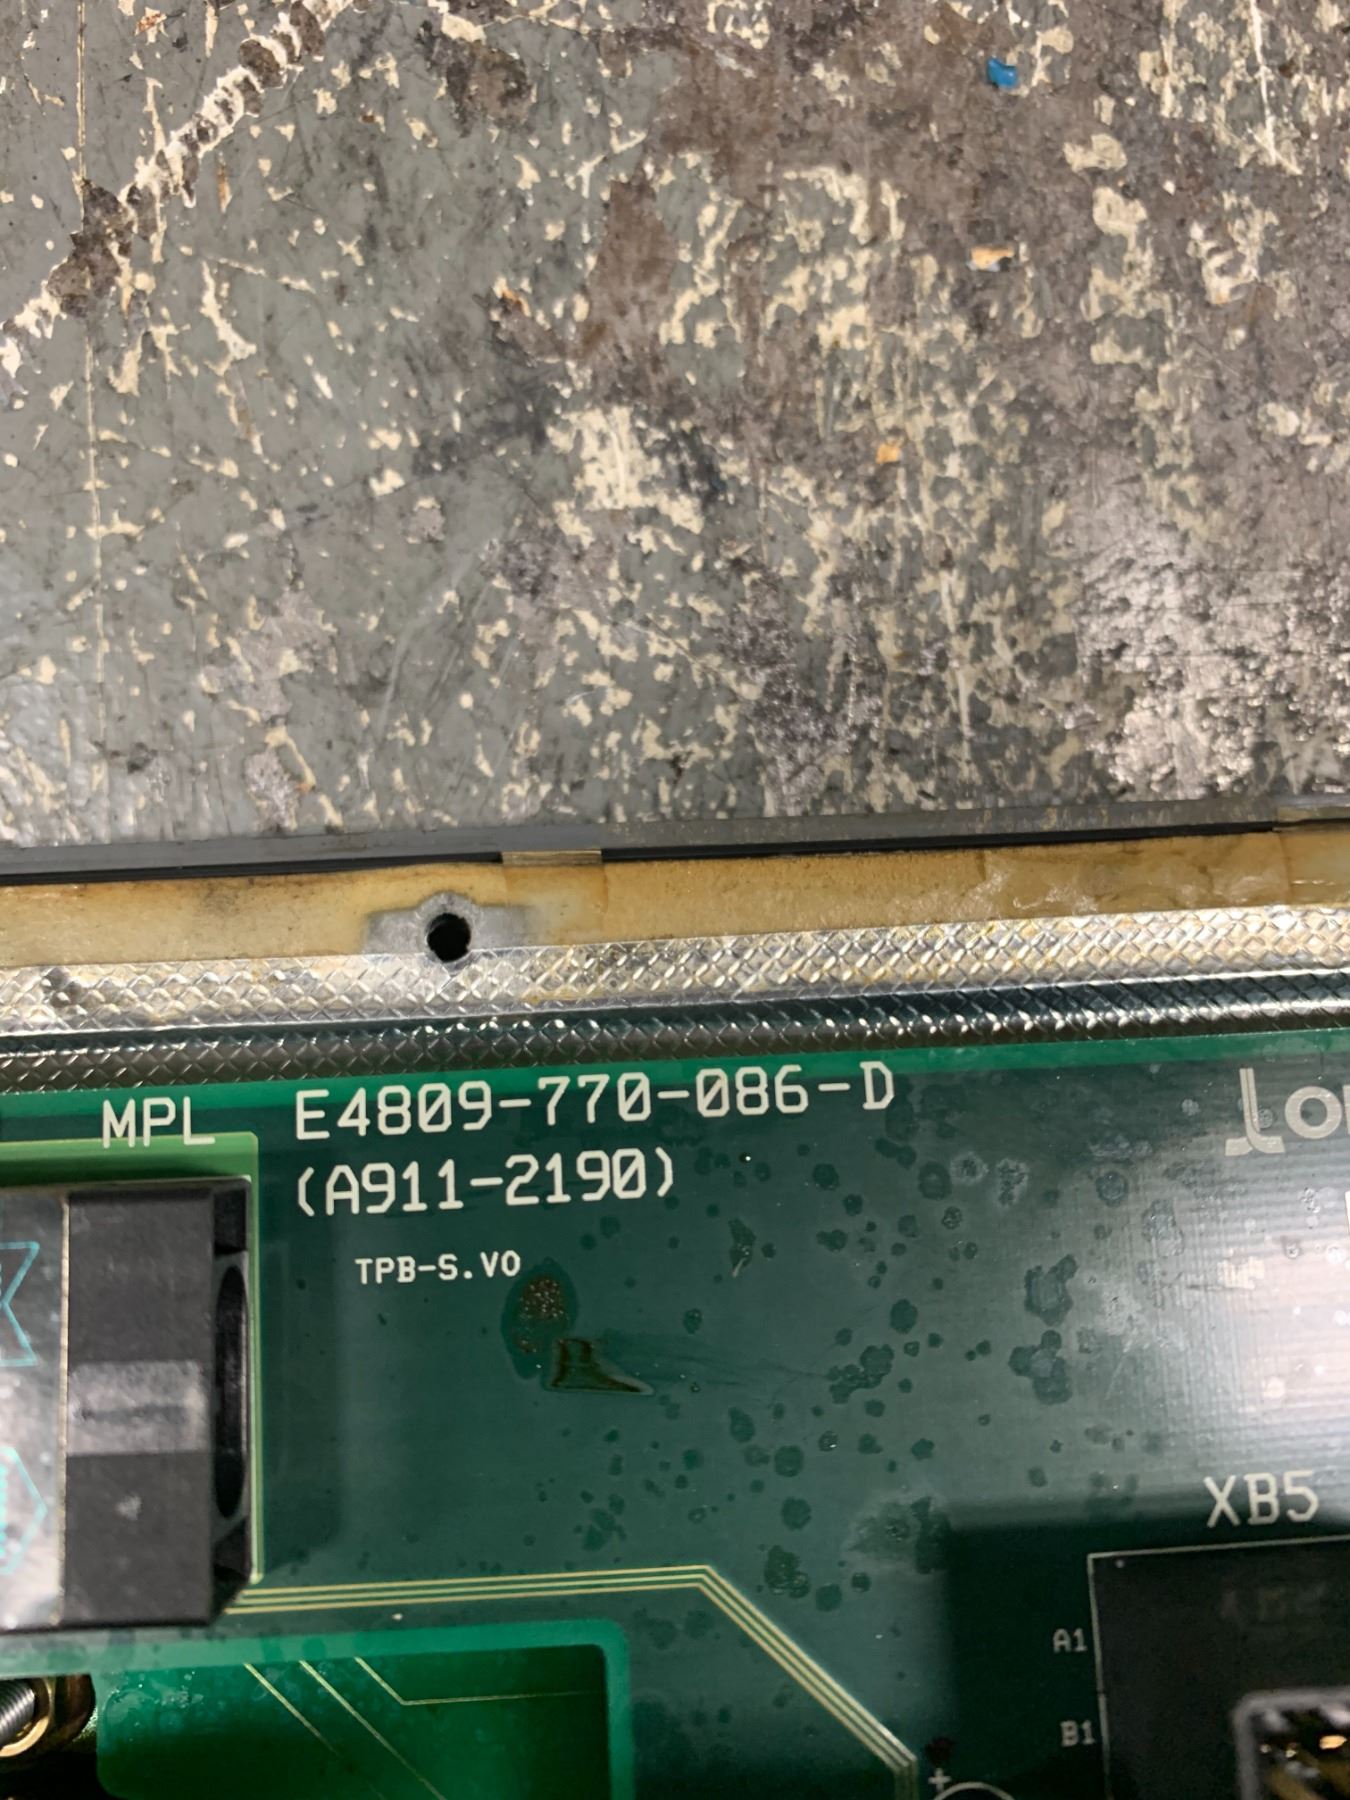 MPL E4809-770-086-D
(A911-2190)
TPB-S.VO
XB5
A1
B1
+